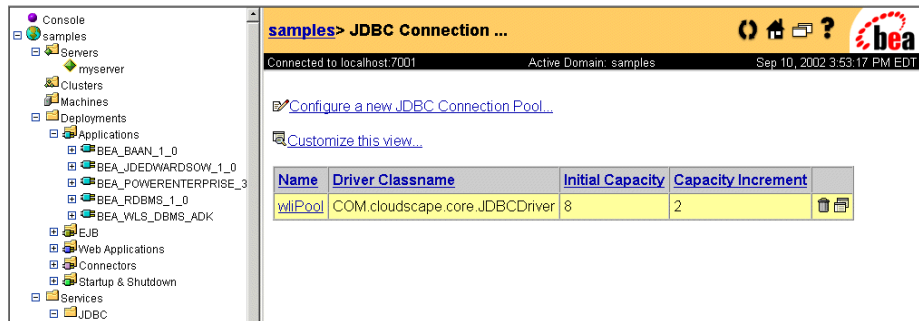 Console
samples
Servers
myserver
Clusters
Machines
Deployments
Applications
BEA_BAAN_1_0
BEA_JDEDWARDSOW_1_0
BEA_POWERENTERPRISE_3
BEA_RDBMS_1_0
BEA_WLS_DBMS_ADK
EJB
Web Applications
Connectors
Startup & Shutdown
Services
JDBC
samples> JDBC Connection ...
?
bea
Connected to localhost:7001 Active Domain: samples Sep 10, 2002 3:53:17 PM EDT
Configure a new JDBC Connection Pool...
Customize this view...
Name Driver Classname Initial Capacity Capacity Increment
wliPool COM.cloudscape.core.JDBCDriver 8 2